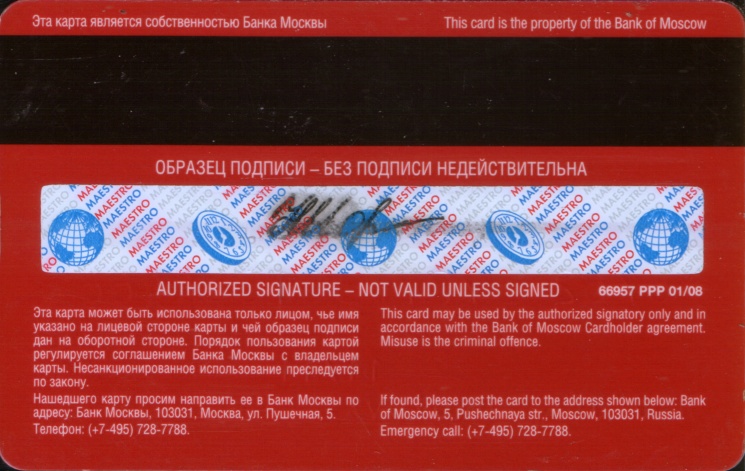 Эта карта является собственностью Банка Москвы
This card is the property of the Bank of Moscow
ОБРАЗЕЦ ПОДПИСИ – БЕЗ ПОДПИСИ НЕДЕЙСТВИТЕЛЬНА
MAESTRO MAESTRO MAESTRO MAESTRO
AUTHORIZED SIGNATURE – NOT VALID UNLESS SIGNED
66957 PPP 01/08
Эта карта может быть использована только лицом, чье имя
указано на лицевой стороне карты и чей образец подписи
дан на оборотной стороне. Порядок пользования картой
регулируется соглашением Банка Москвы с владельцем
карты. Несанкционированное использование преследуется
по закону.
Нашедшего карту просим направить ее в Банк Москвы по
адресу: Банк Москвы, 103031, Москва, ул. Пушечная, 5.
Телефон: (+7-495) 728-7788.
This card may be used by the authorized signatory only and in
accordance with the Bank of Moscow Cardholder agreement.
Misuse is the criminal offence.
If found, please post the card to the address shown below: Bank
of Moscow, 5, Pushechnaya str., Moscow, 103031, Russia.
Emergency call: (+7-495) 728-7788.